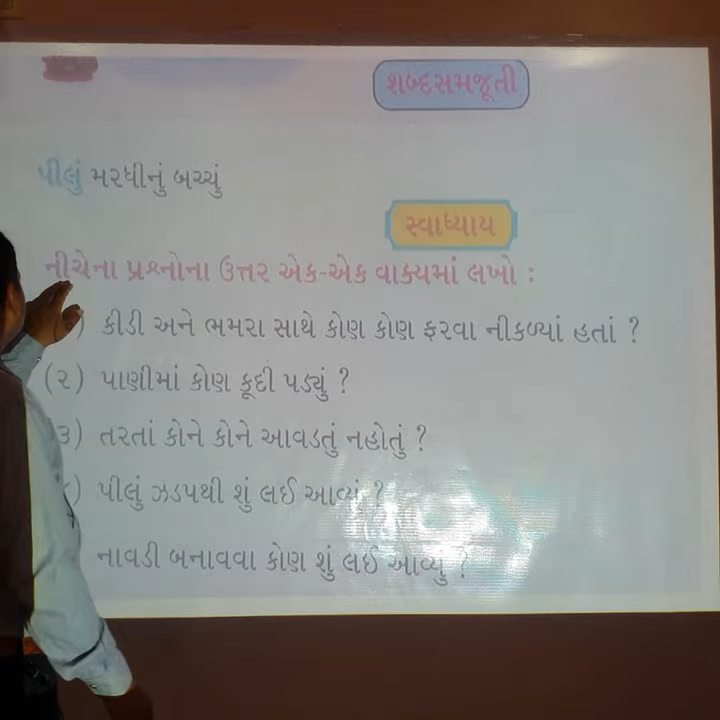 શબ્દસમજૂતી
પીલું મરઘીનું બચ્ચું
સ્વાધ્યાય
નીચેના પ્રશ્નોના ઉત્તર એક-એક વાક્યમાં લખો :
) કીડી અને ભમરા સાથે કોણ કોણ ફરવા નીકળ્યાં હતાં ?
(૨) પાણીમાં કોણ કૂદી પડ્યું ?
૩) તરતાં કોને કોને આવડતું નહોતું ?
) પીલું ઝડપથી શું લઈ આવ્યું ?
નાવડી બનાવવા કોણ શું લઈ આવ્યું ?